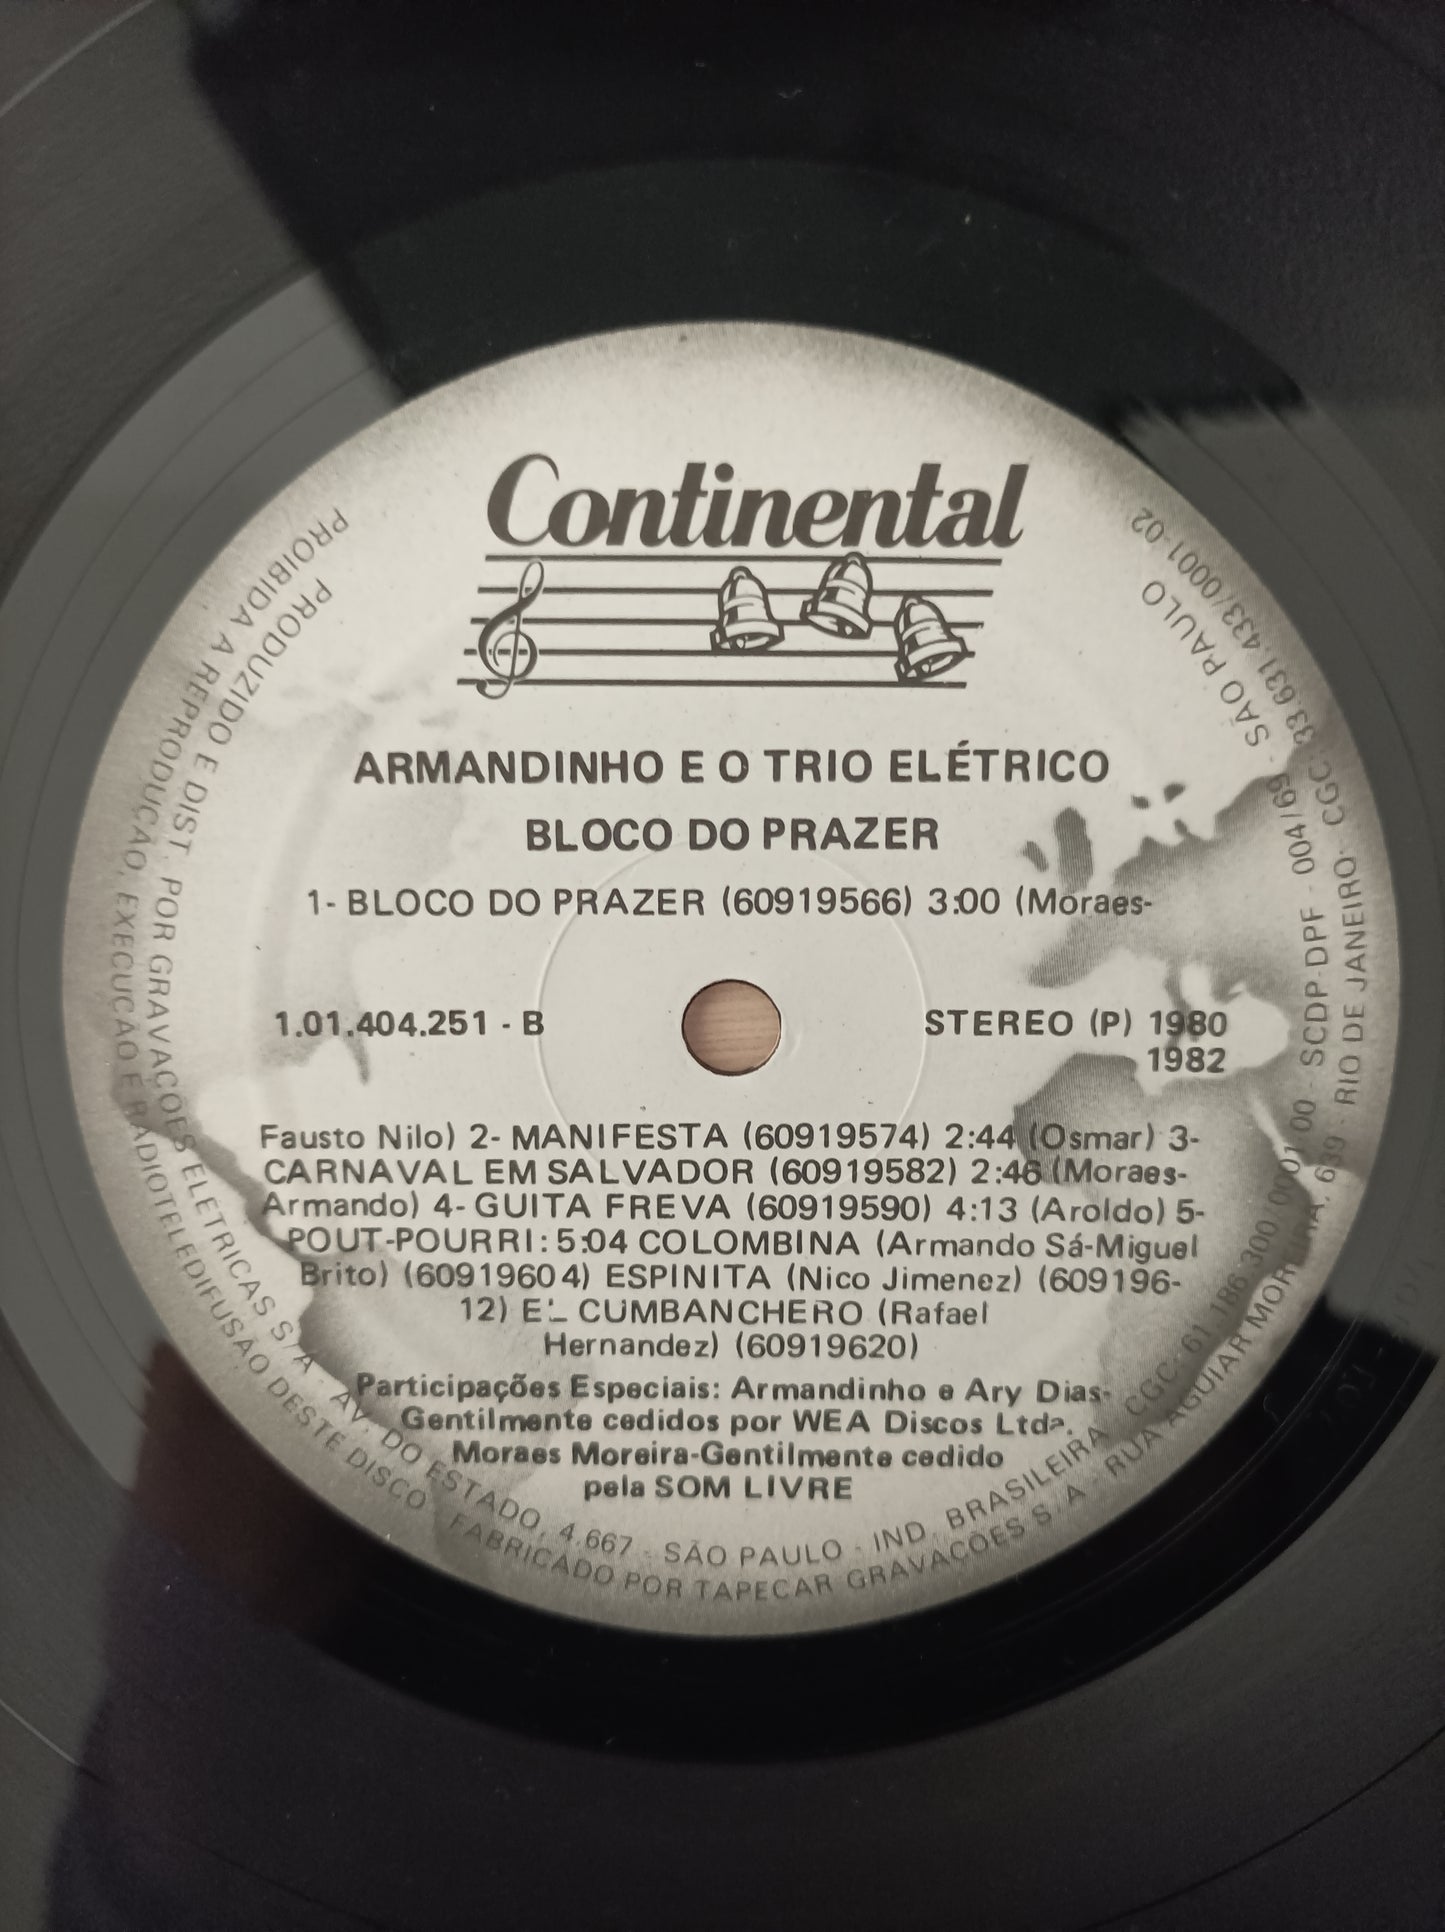 Continental
ARMANDINHO E O TRIO ELÉTRICO
BLOCO DO PRAZER
1- BLOCO DO PRAZER (60919566) 3:00 (Moraes-
1.01.404.251 - B
STEREO (P) 1980
1982
Fausto Nilo) 2- MANIFESTA (60919574) 2:44 (Osmar) 3-
CARNAVAL EM SALVADOR (60919582) 2:46 (Moraes-
Armando) 4- GUITA FREVA (60919590) 4:13 (Aroldo) 5-
POUT-POURRI: 5:04 COLOMBINA (Armando Sá-Miguel
Brito) (60919604) ESPINITA (Nico Jimenez) (609196-
12) EL CUMBANCHERO (Rafael
Hernandez) (60919620)
Participações Especiais: Armandinho e Ary Dias-
Gentilmente cedidos por WEA Discos Ltdª.
Moraes Moreira-Gentilmente cedido
pela SOM LIVRE
PRODUZIDO E DIST. POR GRAVAÇÕES ELÉTRICAS S/A - AV. DO ESTADO, 4.667 - SÃO PAULO - IND. BRASILEIRA - CGC: 61.186.300/0001-00 - SCDP-DPF - 004/69 - SÃO PAULO
PROIBIDA A REPRODUÇÃO, EXECUÇÃO E RADIOTELEDIFUSÃO DESTE DISCO - FABRICADO POR TAPECAR GRAVAÇÕES S/A - RUA AGUIAR MOREIRA, 639 - RIO DE JANEIRO - CGC: 33.631.433/0001-02